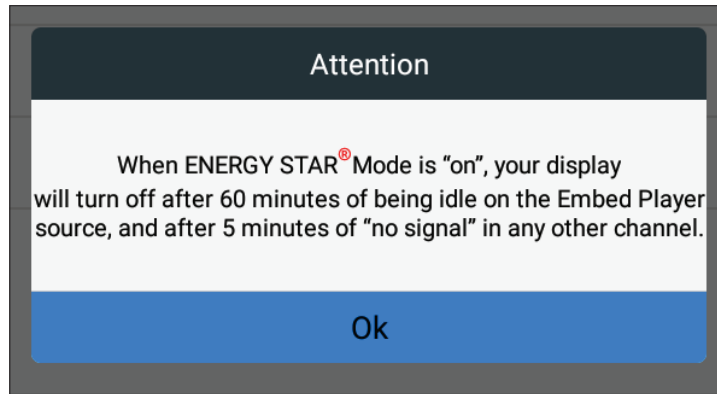 Attention
When ENERGY STAR® Mode is “on”, your display
will turn off after 60 minutes of being idle on the Embed Player
source, and after 5 minutes of “no signal” in any other channel.
Ok